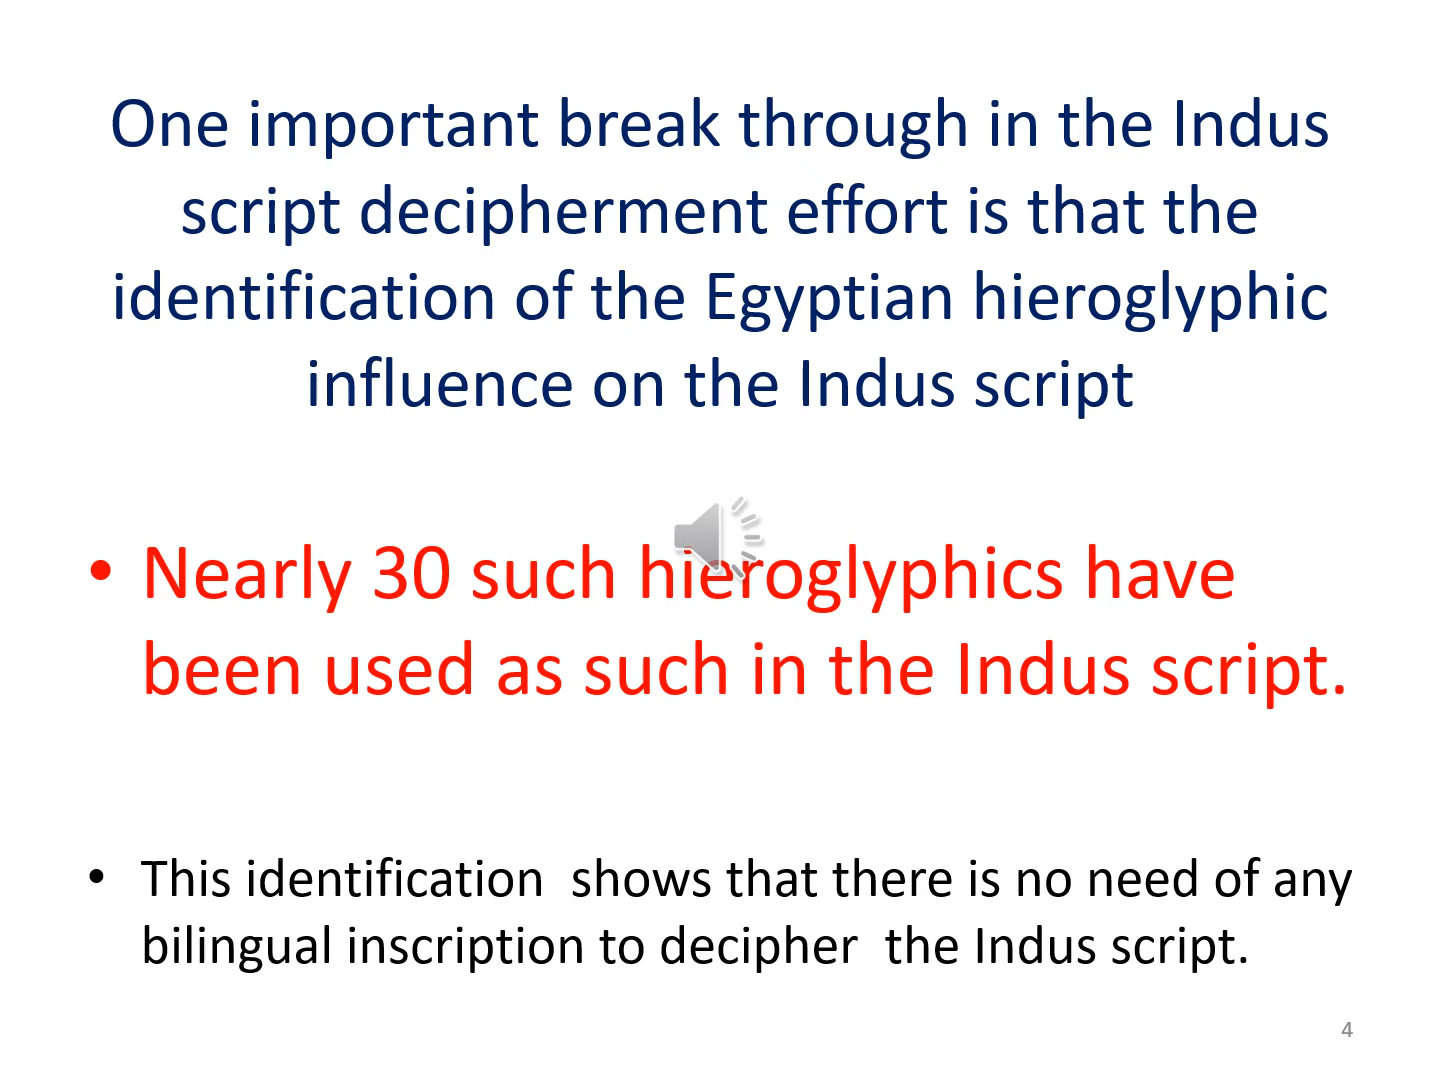 One important break through in the Indus
script decipherment effort is that the
identification of the Egyptian hieroglyphic
influence on the Indus script
• Nearly 30 such hieroglyphics have
been used as such in the Indus script.
• This identification  shows that there is no need of any
bilingual inscription to decipher  the Indus script.
4